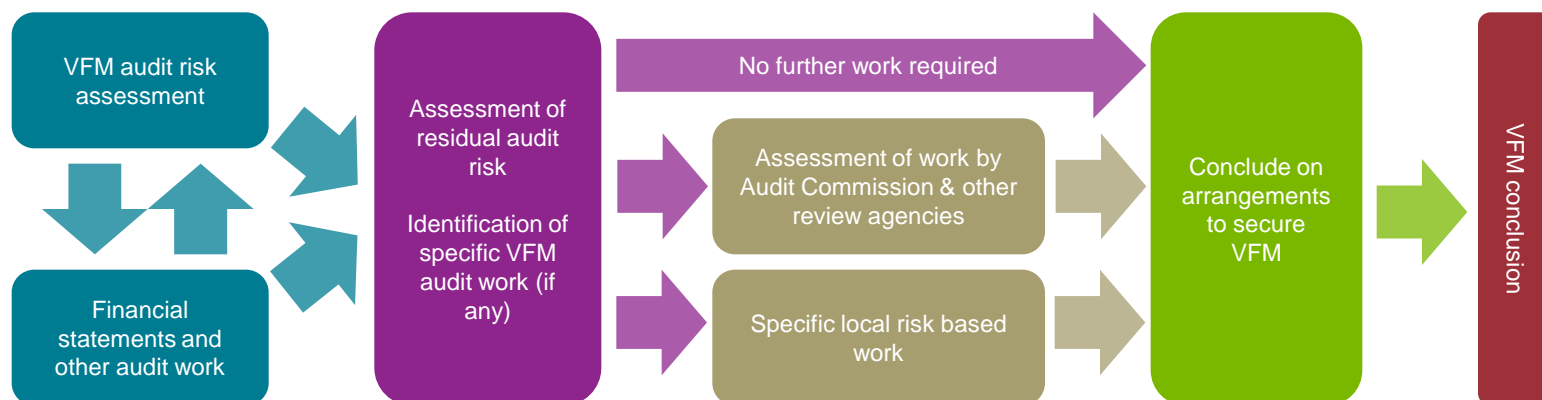 VFM audit risk
assessment
Financial
statements and
other audit work
Assessment of
residual audit
risk
Identification of
specific VFM
audit work (if
any)
No further work required
Assessment of work by
Audit Commission & other
review agencies
Specific local risk based
work
Conclude on
arrangements
to secure
VFM
VFM conclusion